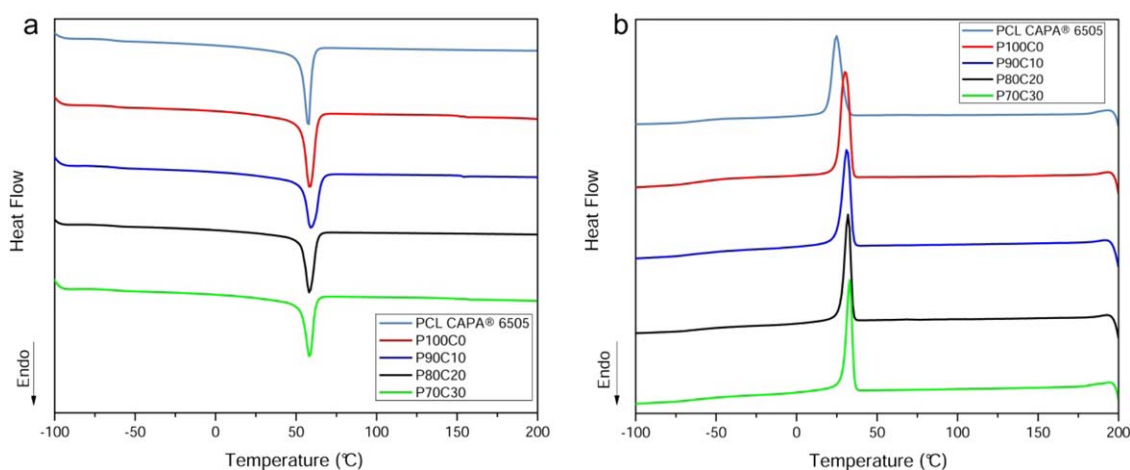 a
Heat Flow
Endo
PCL CAPA® 6505
P100C0
P90C10
P80C20
P70C30
-100 -50 0 50 100 150 200
Temperature (℃)
b
Heat Flow
Endo
PCL CAPA® 6505
P100C0
P90C10
P80C20
P70C30
-100 -50 0 50 100 150 200
Temperature (℃)